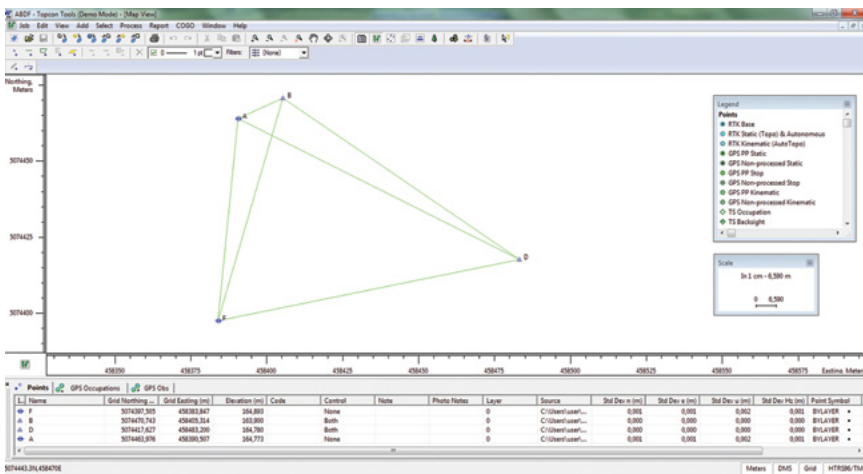 ABDF - Topcon Tools (Demo Mode) - [Map View]
Job Edit View Add Select Process Report COGO Window Help
0 1 pt Filters: (None)
Northing, Meters
5074450
5074425
5074400
A
B
D
F
Legend
Points
RTK Base
RTK Static (Topo) & Autonomous
RTK Kinematic (AutoTopo)
GPS PP Static
GPS Non-processed Static
GPS PP Stop
GPS Non-processed Stop
GPS PP Kinematic
GPS Non-processed Kinematic
TS Occupation
TS Backsight
Scale
In 1 cm - 6,590 m
0 6,590
458350 458375 458400 458425 458450 458475 458500 458525 458550 458575 Easting, Meters
Points GPS Occupations GPS Obs
I... Name Grid Northing ... Grid Easting (m) Elevation (m) Code Control Note Photo Notes Layer Source Std Dev n (m) Std Dev e (m) Std Dev u (m) Std Dev Hz (m) Point Symbol
F 5074397,505 458383,847 164,893 None 0 C:\Users\user\... 0,001 0,001 0,002 0,001 BYLAYER
B 5074470,743 458405,314 163,900 Both 0 C:\Users\user\... 0,000 0,000 0,000 0,000 BYLAYER
D 5074417,627 458483,200 164,780 Both 0 C:\Users\user\... 0,000 0,000 0,000 0,000 BYLAYER
A 5074463,976 458390,507 164,773 None 0 C:\Users\user\... 0,001 0,001 0,002 0,001 BYLAYER
5074443.3N,458470E Meters DMS Grid